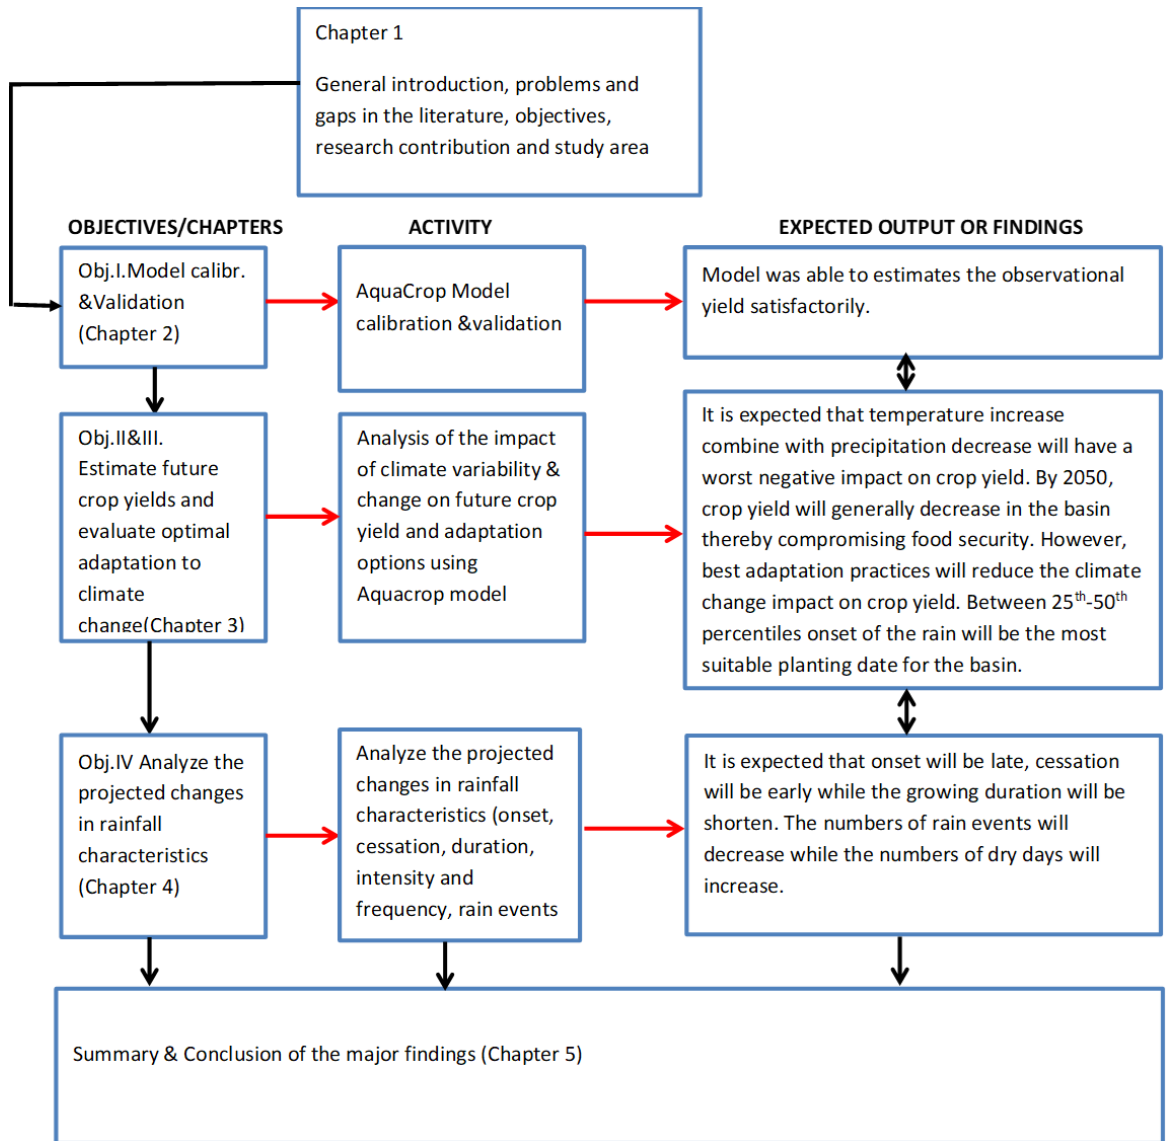 Chapter 1
General introduction, problems and
gaps in the literature, objectives,
research contribution and study area
OBJECTIVES/CHAPTERS
ACTIVITY
EXPECTED OUTPUT OR FINDINGS
Obj.I.Model calibr.
&Validation
(Chapter 2)
AquaCrop Model
calibration &validation
Model was able to estimates the observational
yield satisfactorily.
Obj.II&III.
Estimate future
crop yields and
evaluate optimal
adaptation to
climate
change(Chapter 3)
Analysis of the impact
of climate variability &
change on future crop
yield and adaptation
options using
Aquacrop model
It is expected that temperature increase
combine with precipitation decrease will have a
worst negative impact on crop yield. By 2050,
crop yield will generally decrease in the basin
thereby compromising food security. However,
best adaptation practices will reduce the climate
change impact on crop yield. Between 25th-50th
percentiles onset of the rain will be the most
suitable planting date for the basin.
Obj.IV Analyze the
projected changes
in rainfall
characteristics
(Chapter 4)
Analyze the projected
changes in rainfall
characteristics (onset,
cessation, duration,
intensity and
frequency, rain events
It is expected that onset will be late, cessation
will be early while the growing duration will be
shorten. The numbers of rain events will
decrease while the numbers of dry days will
increase.
Summary & Conclusion of the major findings (Chapter 5)